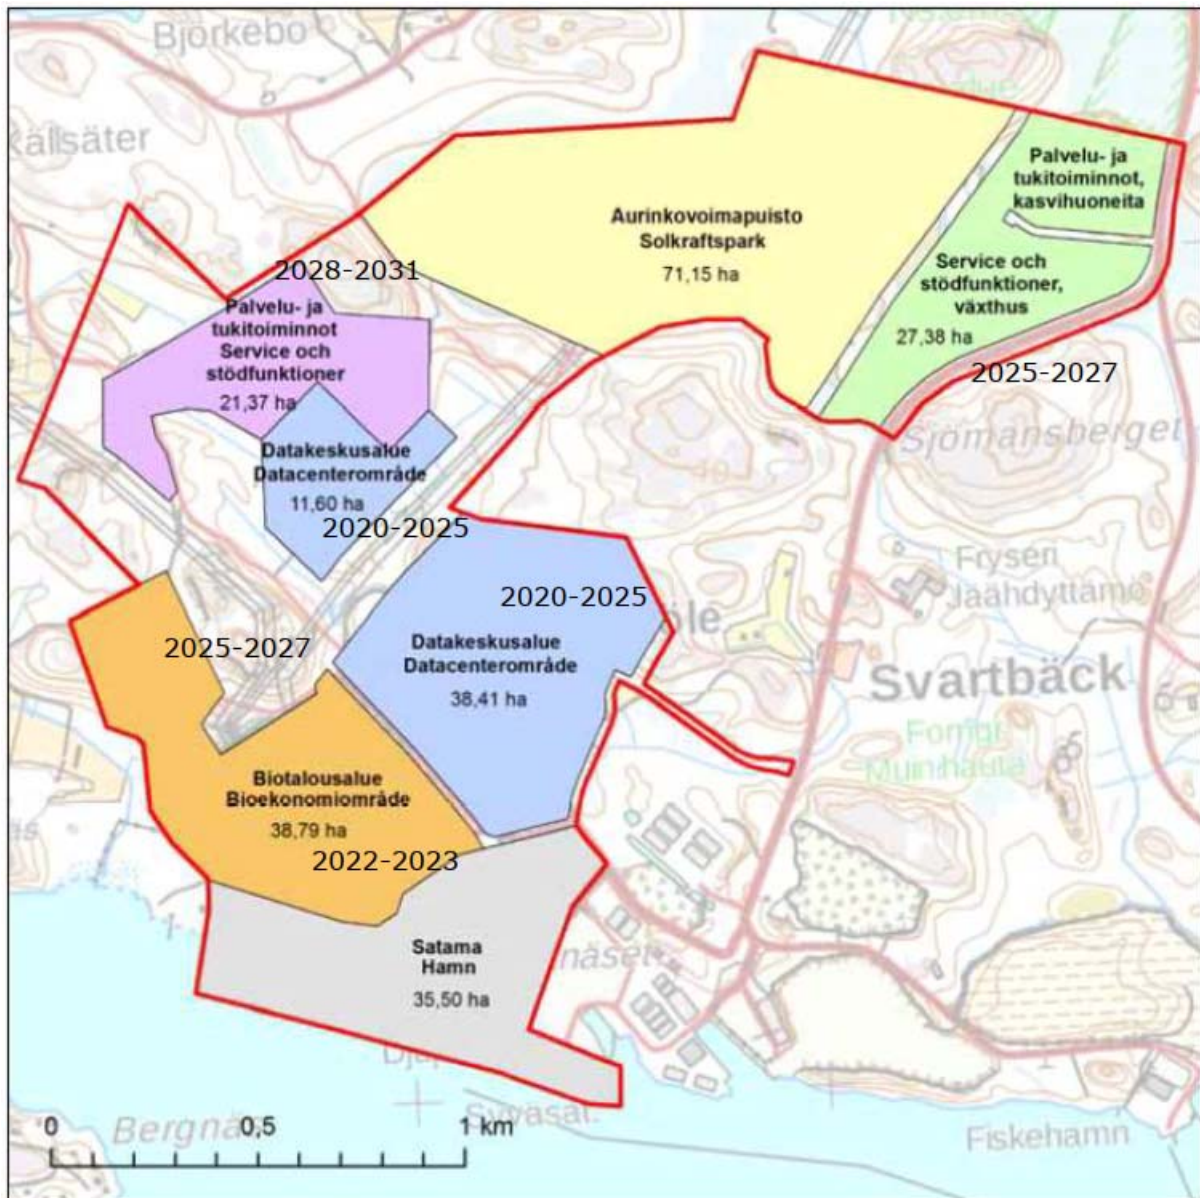 Björkebo
Källsäter
Palvelu- ja
tukitoiminnot,
kasvihuoneita
Aurinkovoimapuisto
Solkraftspark
71,15 ha
Service och
stödfunktioner,
växthus
27,38 ha
2028-2031
Palvelu- ja
tukitoiminnot
Service och
stödfunktioner
21,37 ha
2025-2027
Sjömansberget
Datakeskusalue
Datacenterområde
11,60 ha
2020-2025
Frysen
Jäähdyttämö
2020-2025
2025-2027
Datakeskusalue
Datacenterområde
38,41 ha
Svartbäck
Biotalousalue
Bioekonomiområde
38,79 ha
2022-2023
Satama
Hamn
35,50 ha
0 0,5 1 km
Fiskehamn